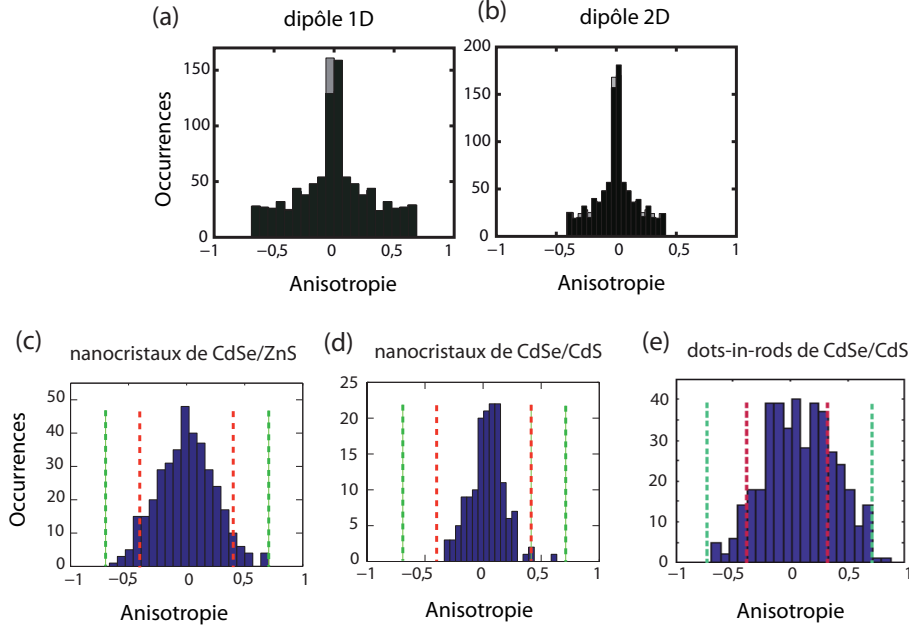 (a) dipôle 1D
(b) dipôle 2D
Occurrences
150
100
50
0
−1 −0,5 0 0,5 1
Anisotropie
200
150
100
50
0
−1 −0,5 0 0,5 1
Anisotropie
(c) nanocristaux de CdSe/ZnS
(d) nanocristaux de CdSe/CdS
(e) dots-in-rods de CdSe/CdS
Occurrences
50
40
30
20
10
0
−1 −0,5 0 0,5 1
Anisotropie
25
20
15
10
5
0
−1 −0,5 0 0,5 1
Anisotropie
40
30
20
10
0
−1 −0,5 0 0,5 1
Anisotropie